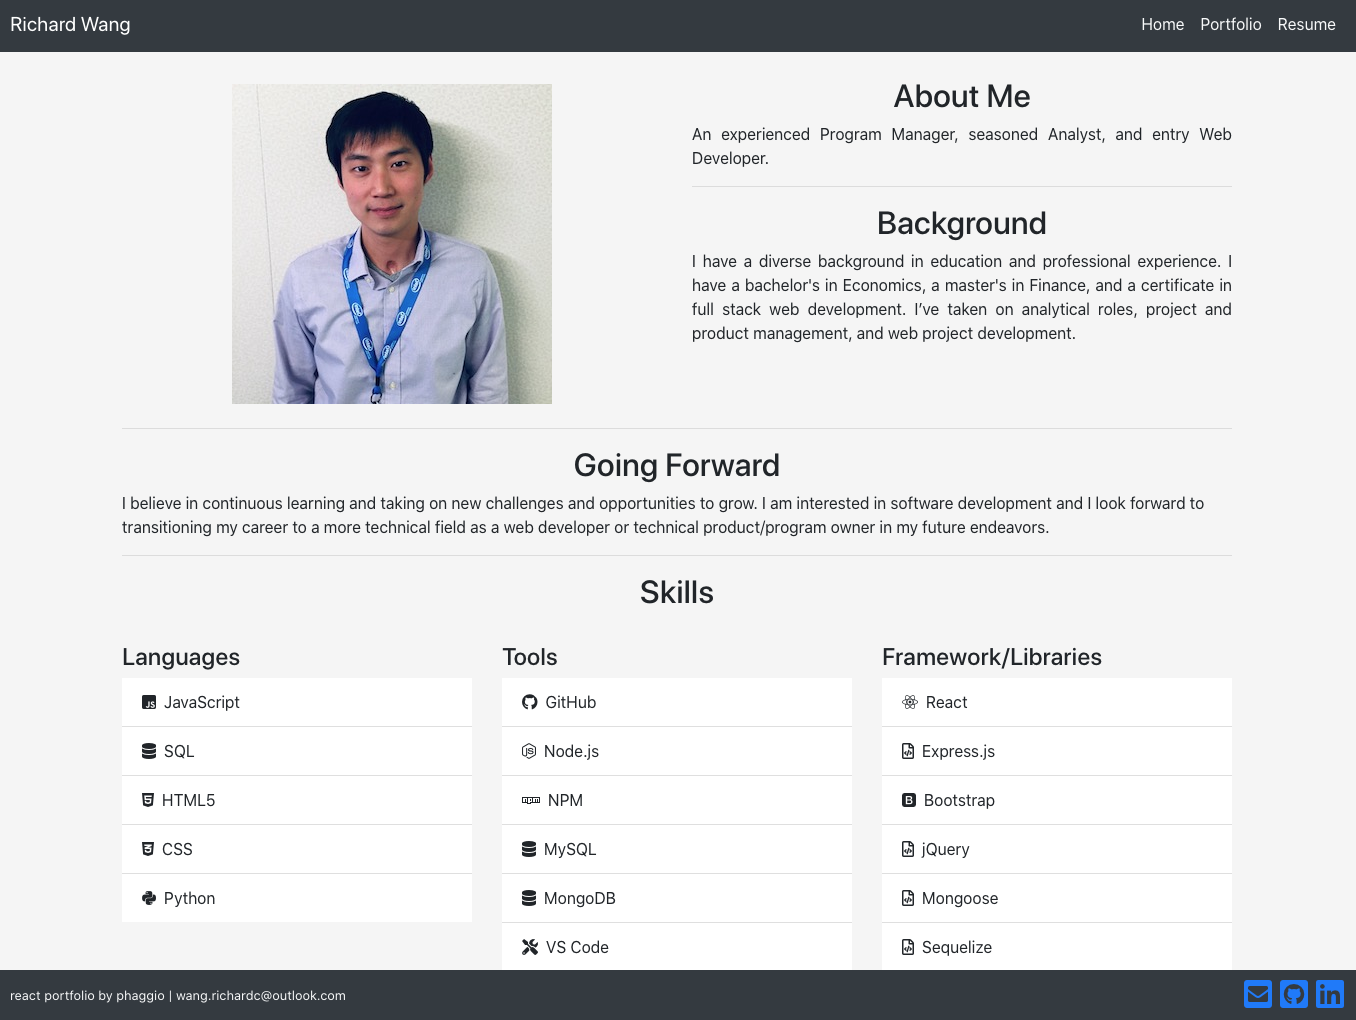 Richard Wang
Home Portfolio Resume
About Me
An experienced Program Manager, seasoned Analyst, and entry Web
Developer.
Background
I have a diverse background in education and professional experience. I
have a bachelor's in Economics, a master's in Finance, and a certificate in
full stack web development. I’ve taken on analytical roles, project and
product management, and web project development.
Going Forward
I believe in continuous learning and taking on new challenges and opportunities to grow. I am interested in software development and I look forward to
transitioning my career to a more technical field as a web developer or technical product/program owner in my future endeavors.
Skills
Languages
JavaScript
SQL
HTML5
CSS
Python
Tools
GitHub
Node.js
NPM
MySQL
MongoDB
VS Code
Framework/Libraries
React
Express.js
Bootstrap
jQuery
Mongoose
Sequelize
react portfolio by phaggio | wang.richardc@outlook.com